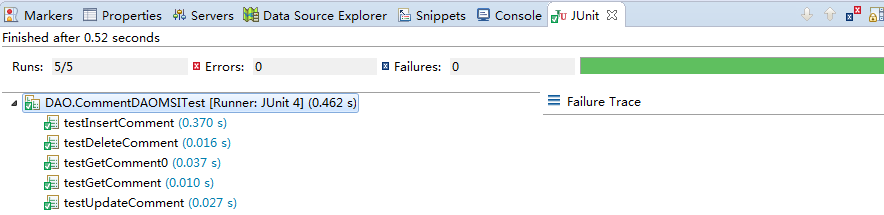 Markers Properties Servers Data Source Explorer Snippets Console JUnit
Finished after 0.52 seconds
Runs: 5/5 Errors: 0 Failures: 0
DAO.CommentDAOMSITest [Runner: JUnit 4] (0.462 s) Failure Trace
testInsertComment (0.370 s)
testDeleteComment (0.016 s)
testGetComment0 (0.037 s)
testGetComment (0.010 s)
testUpdateComment (0.027 s)